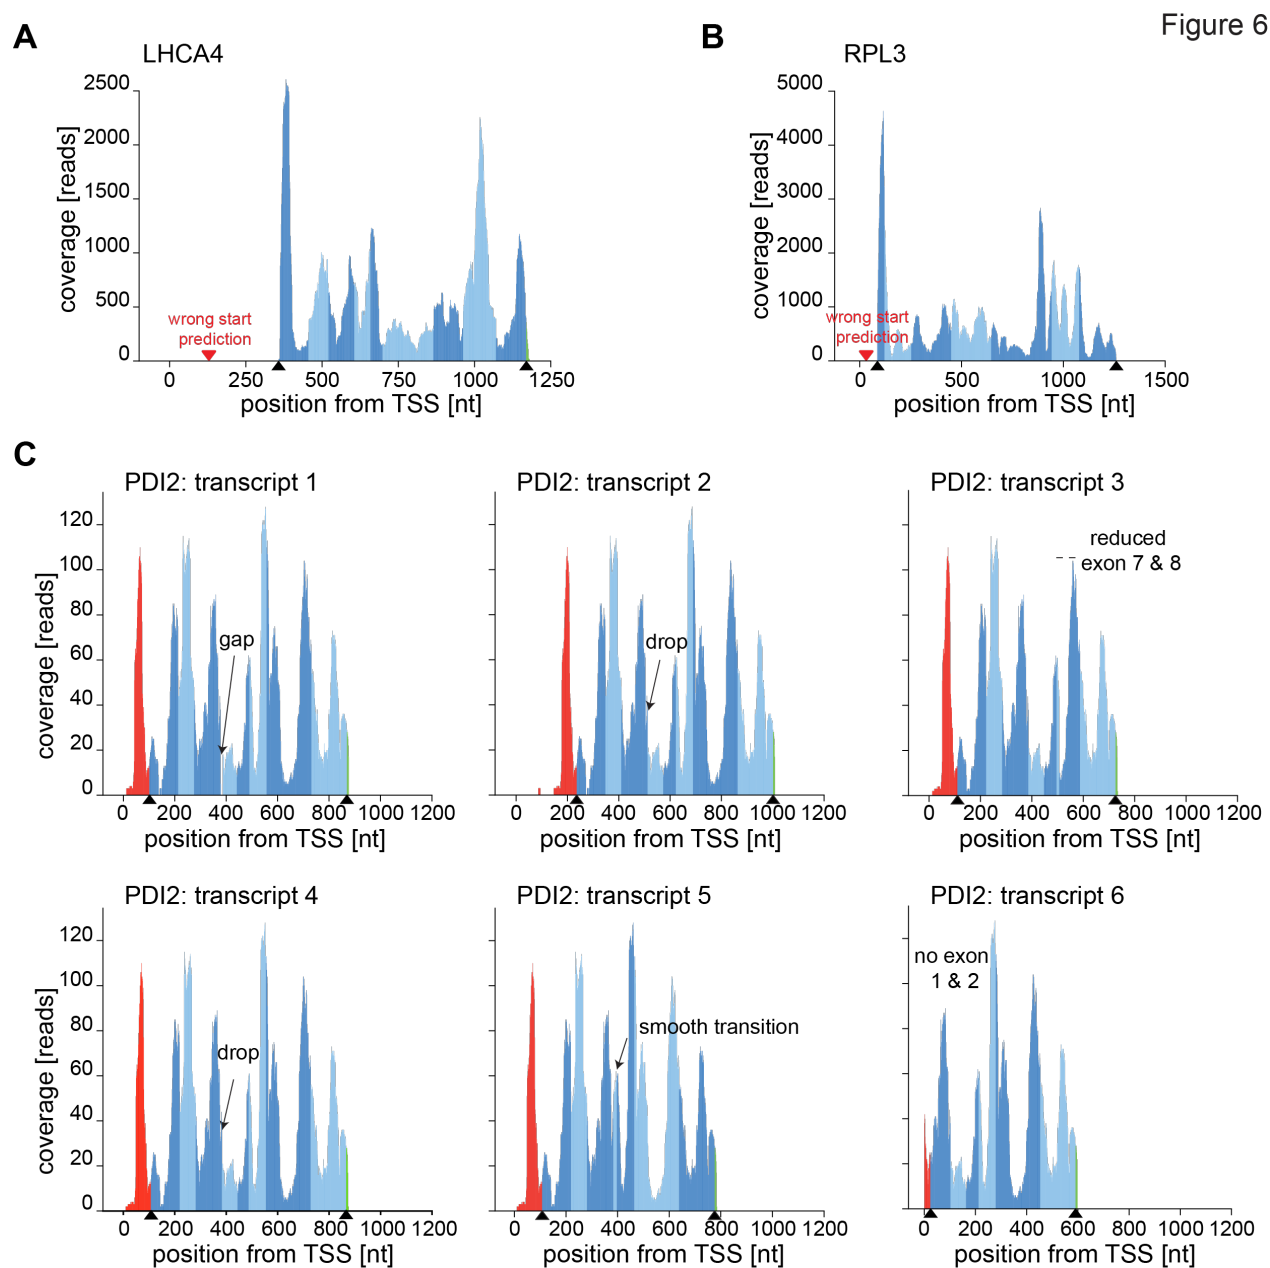 Figure 6
A
LHCA4
coverage [reads]
2500
2000
1500
1000
500
0
wrong start
prediction
0 250 500 750 1000 1250
position from TSS [nt]
B
RPL3
coverage [reads]
5000
4000
3000
2000
1000
0
wrong start
prediction
0 500 1000 1500
position from TSS [nt]
C
PDI2: transcript 1
coverage [reads]
120
100
80
60
40
20
0
gap
0 200 400 600 800 1000 1200
position from TSS [nt]
PDI2: transcript 2
drop
0 200 400 600 800 1000 1200
position from TSS [nt]
PDI2: transcript 3
reduced
exon 7 & 8
0 200 400 600 800 1000 1200
position from TSS [nt]
PDI2: transcript 4
coverage [reads]
120
100
80
60
40
20
0
drop
0 200 400 600 800 1000 1200
position from TSS [nt]
PDI2: transcript 5
smooth transition
0 200 400 600 800 1000 1200
position from TSS [nt]
PDI2: transcript 6
no exon
1 & 2
0 200 400 600 800 1000 1200
position from TSS [nt]